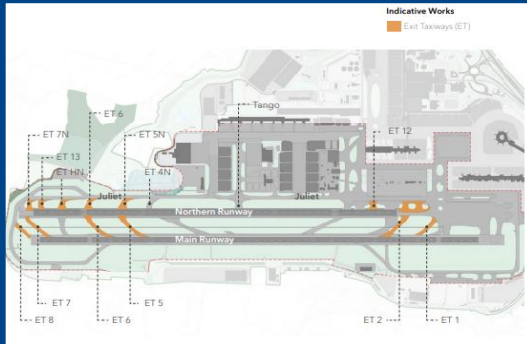 Indicative Works
Exit Taxiways (ET)
ET 6
Tango
ET 7N
ET 5N
ET 12
ET 13
ET HN
ET 4N
Juliet
Juliet
Northern Runway
Main Runway
ET 7
ET 5
ET 8
ET 6
ET 2
ET 1